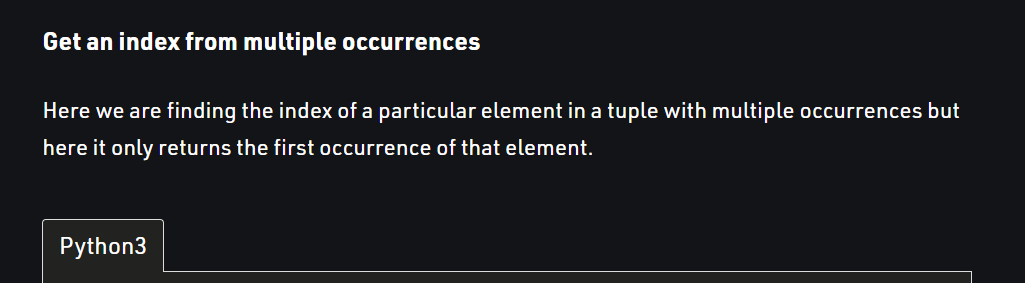 Get an index from multiple occurrences
Here we are finding the index of a particular element in a tuple with multiple occurrences but
here it only returns the first occurrence of that element.
Python3